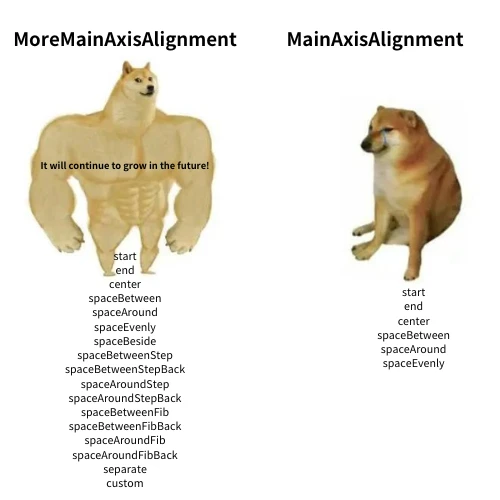 MoreMainAxisAlignment
It will continue to grow in the future!
start
end
center
spaceBetween
spaceAround
spaceEvenly
spaceBeside
spaceBetweenStep
spaceBetweenStepBack
spaceAroundStep
spaceAroundStepBack
spaceBetweenFib
spaceBetweenFibBack
spaceAroundFib
spaceAroundFibBack
separate
custom
MainAxisAlignment
start
end
center
spaceBetween
spaceAround
spaceEvenly